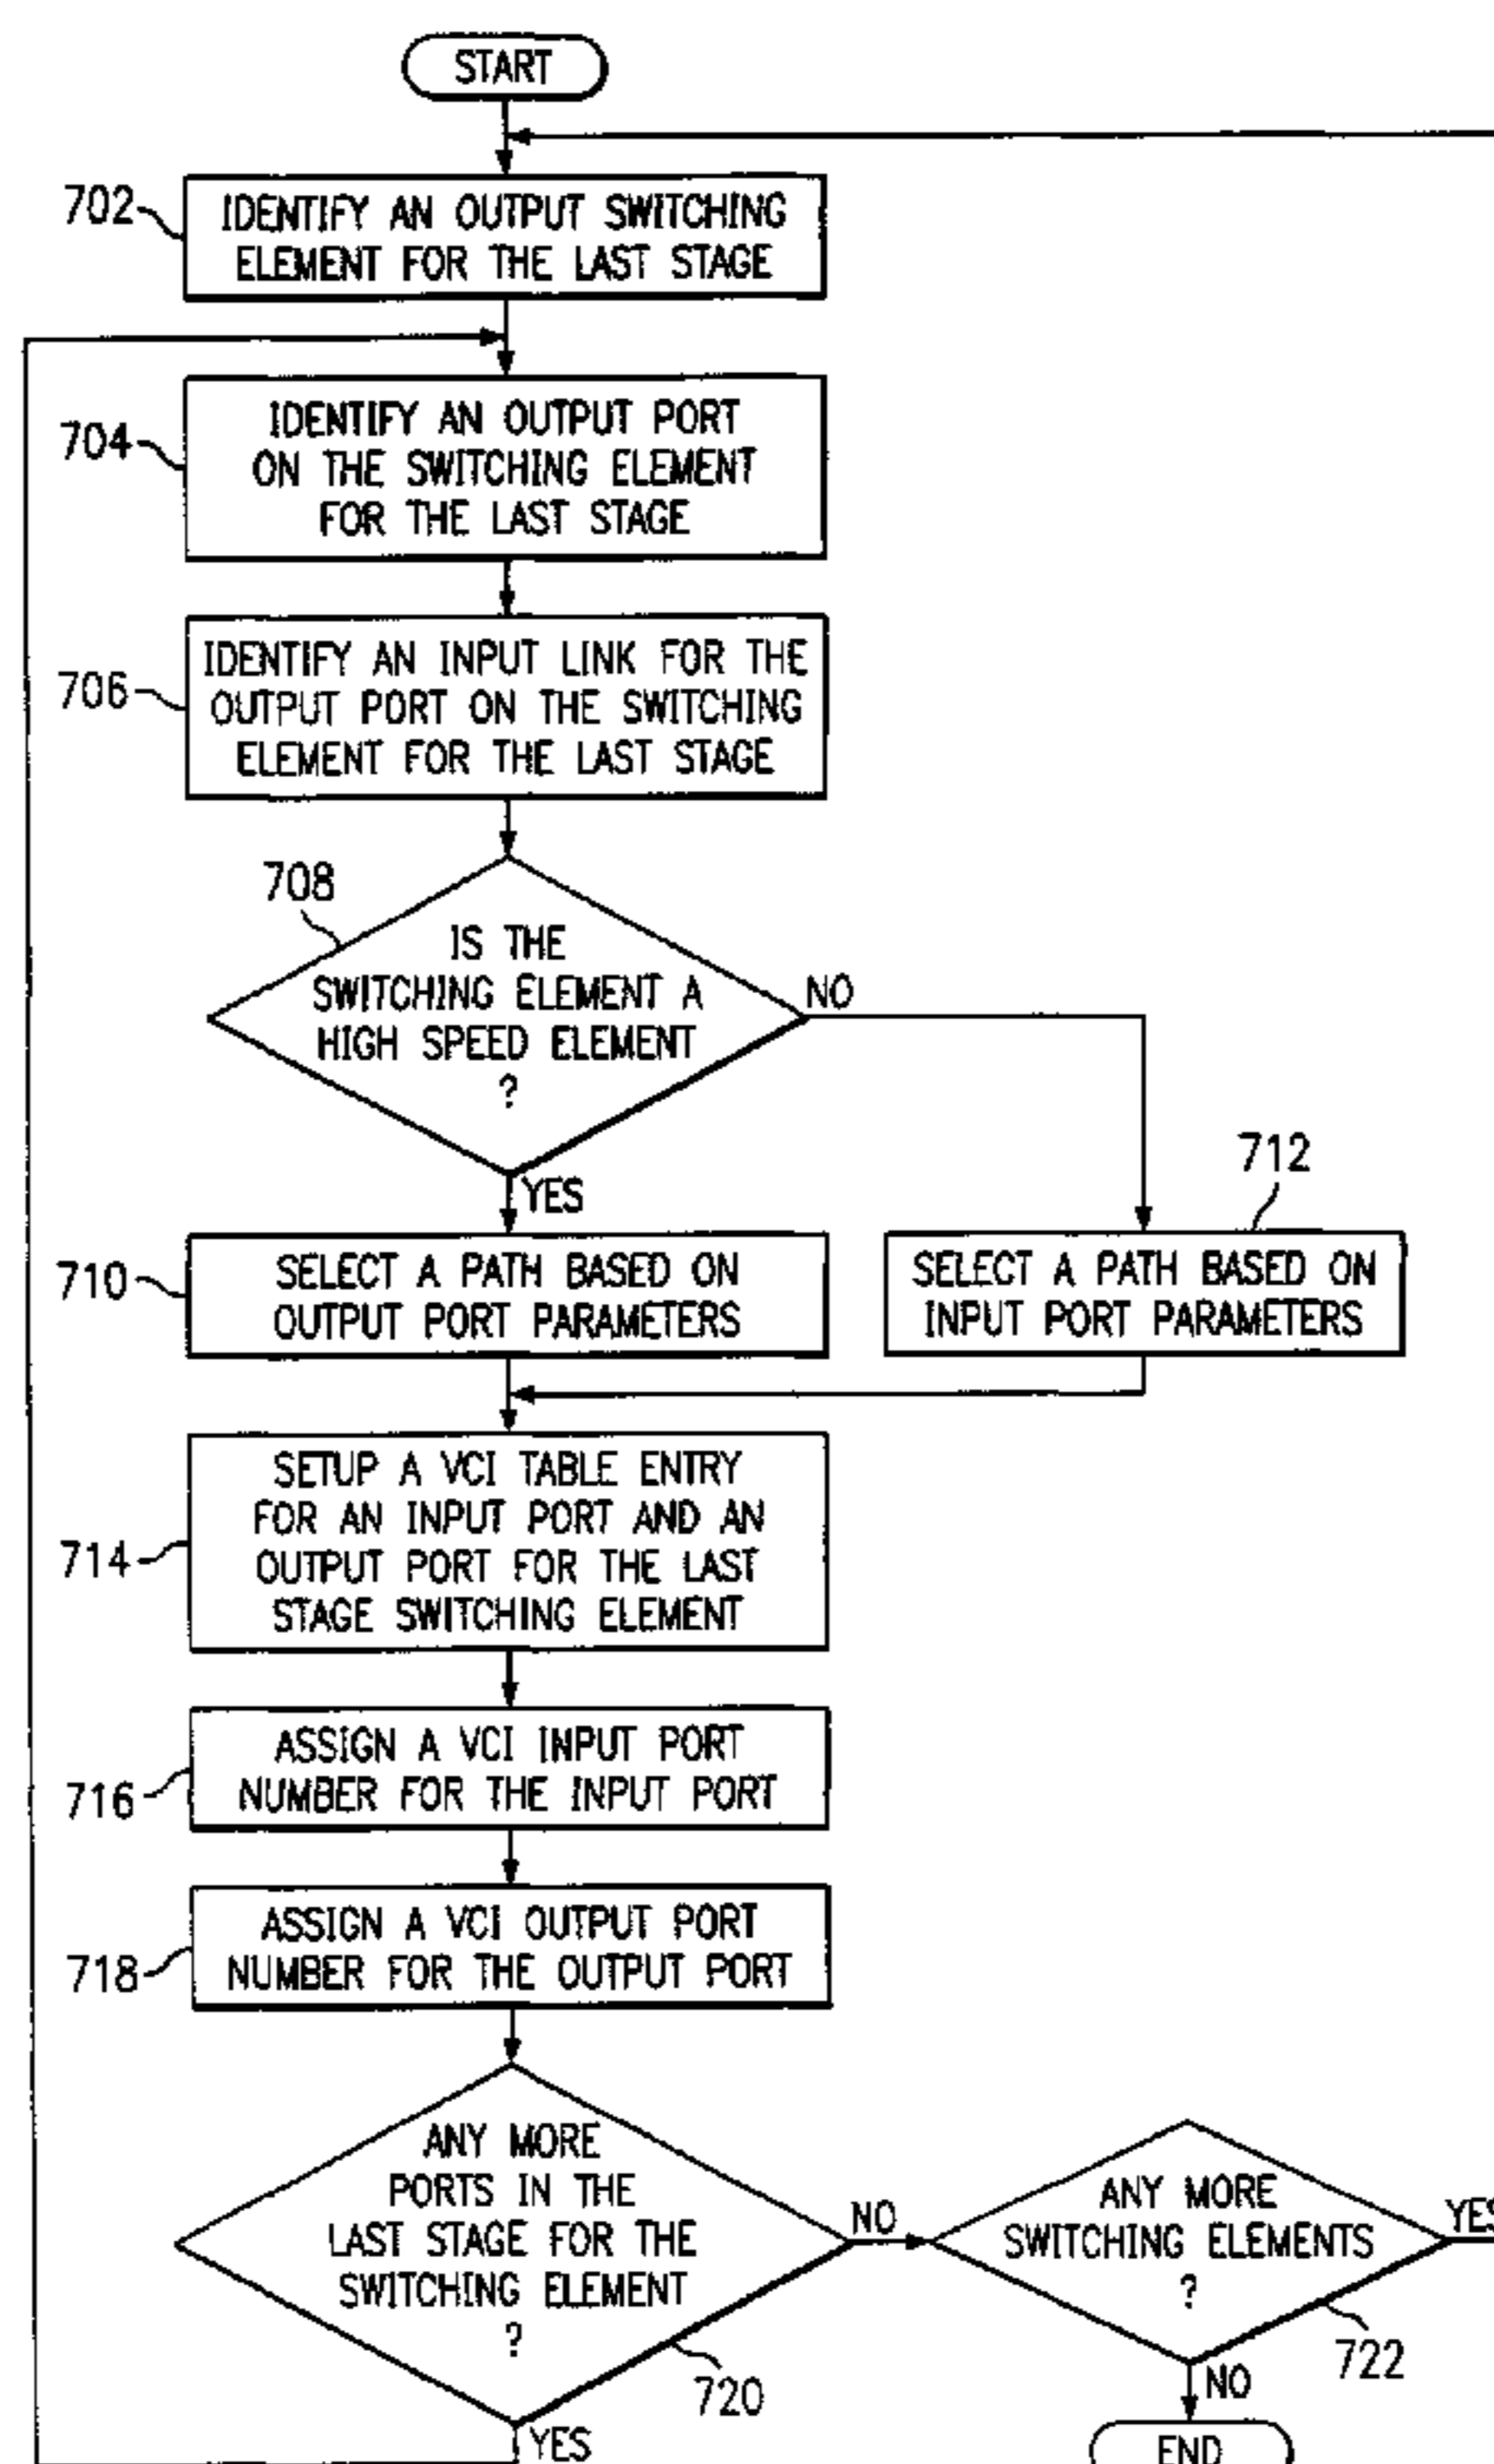 START
702
IDENTIFY AN OUTPUT SWITCHING
ELEMENT FOR THE LAST STAGE
704
IDENTIFY AN OUTPUT PORT
ON THE SWITCHING ELEMENT
FOR THE LAST STAGE
706
IDENTIFY AN INPUT LINK FOR THE
OUTPUT PORT ON THE SWITCHING
ELEMENT FOR THE LAST STAGE
708
IS THE
SWITCHING ELEMENT A
HIGH SPEED ELEMENT
?
NO
YES
712
710
SELECT A PATH BASED ON
OUTPUT PORT PARAMETERS
SELECT A PATH BASED ON
INPUT PORT PARAMETERS
714
SETUP A VCI TABLE ENTRY
FOR AN INPUT PORT AND AN
OUTPUT PORT FOR THE LAST
STAGE SWITCHING ELEMENT
716
ASSIGN A VCI INPUT PORT
NUMBER FOR THE INPUT PORT
718
ASSIGN A VCI OUTPUT PORT
NUMBER FOR THE OUTPUT PORT
ANY MORE
PORTS IN THE
LAST STAGE FOR THE
SWITCHING ELEMENT
?
720
NO
YES
ANY MORE
SWITCHING ELEMENTS
?
722
YES
NO
END